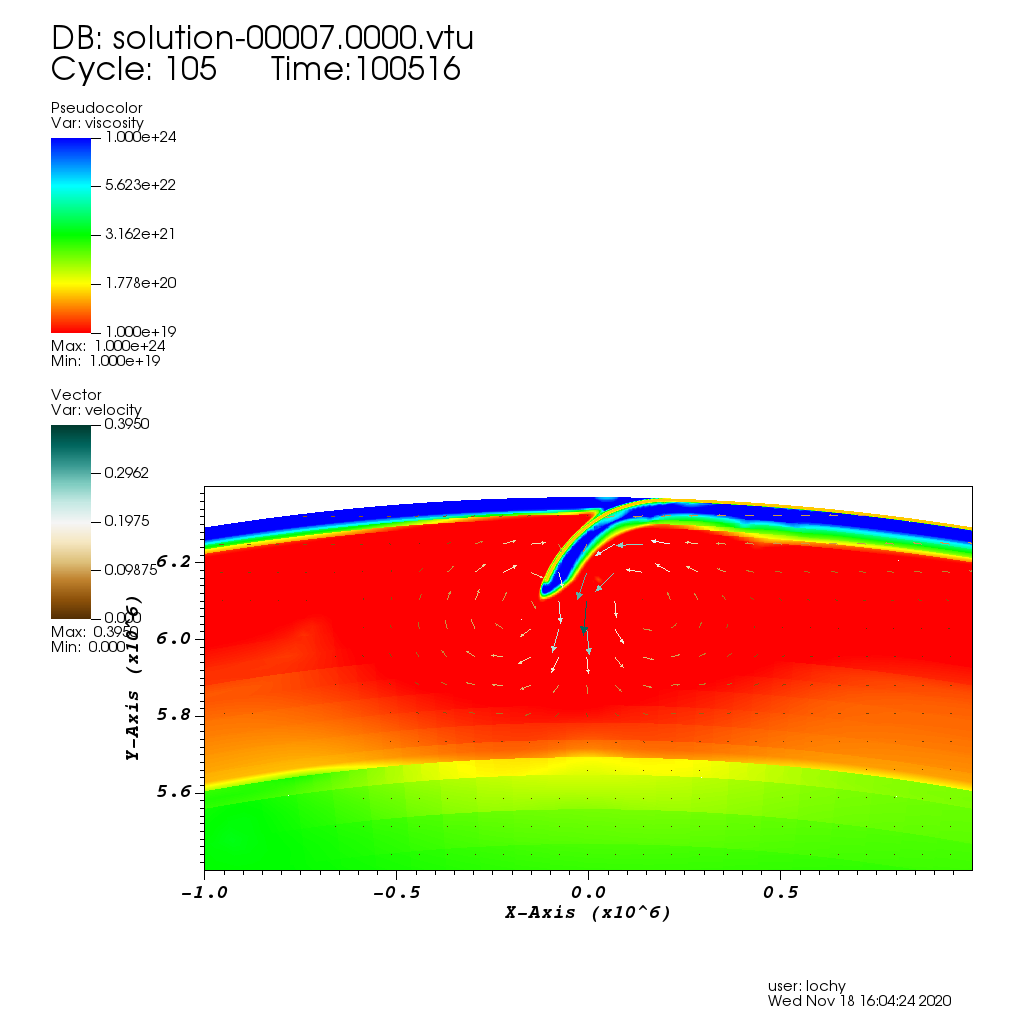 DB: solution-00007.0000.vtu
Cycle: 105 Time:100516
Pseudocolor
Var: viscosity
1.000e+24
5.623e+22
3.162e+21
1.778e+20
1.000e+19
Max: 1.000e+24
Min: 1.000e+19
Vector
Var: velocity
0.3950
0.2962
0.1975
0.09875
0.000
Max: 0.3950
Min: 0.000
Y-Axis (x10^6)
6.2
6.0
5.8
5.6
-1.0 -0.5 0.0 0.5
X-Axis (x10^6)
user: lochy
Wed Nov 18 16:04:24 2020